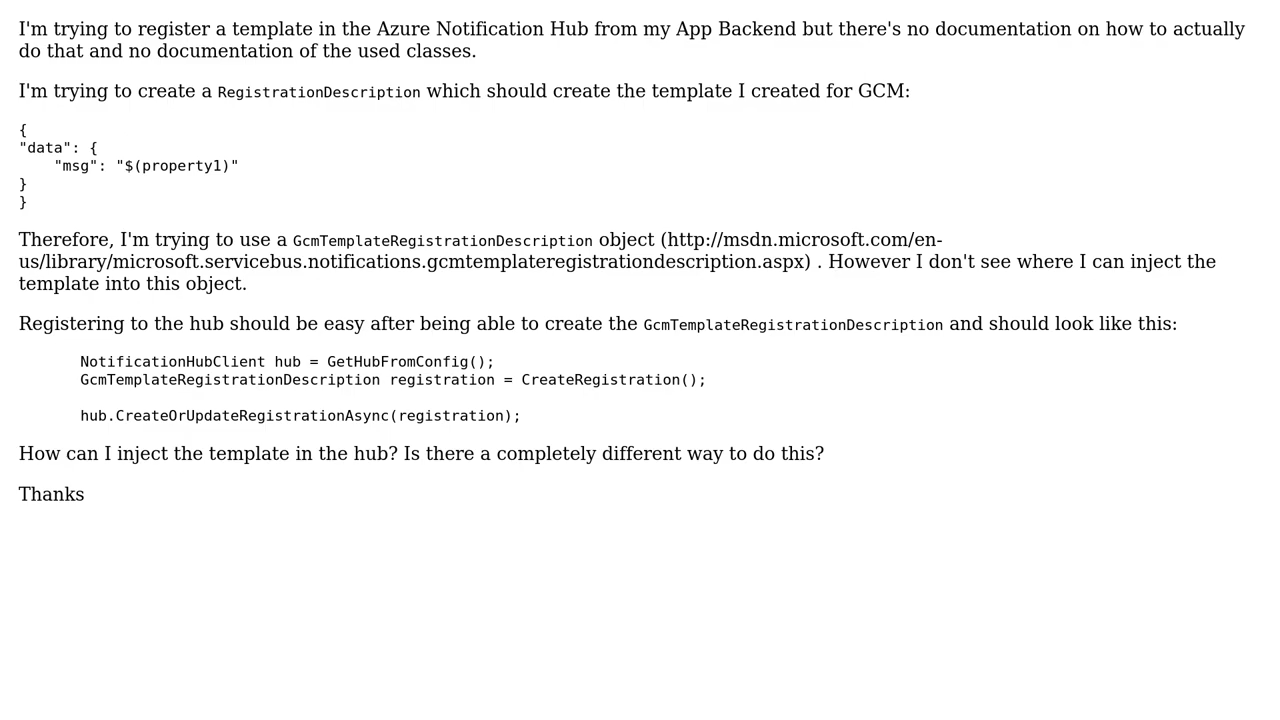 I'm trying to register a template in the Azure Notification Hub from my App Backend but there's no documentation on how to actually
do that and no documentation of the used classes.
I'm trying to create a RegistrationDescription which should create the template I created for GCM:
{
"data": {
    "msg": "$(property1)"
}
}
Therefore, I'm trying to use a GcmTemplateRegistrationDescription object (http://msdn.microsoft.com/en-
us/library/microsoft.servicebus.notifications.gcmtemplateregistrationdescription.aspx) . However I don't see where I can inject the
template into this object.
Registering to the hub should be easy after being able to create the GcmTemplateRegistrationDescription and should look like this:
       NotificationHubClient hub = GetHubFromConfig();
       GcmTemplateRegistrationDescription registration = CreateRegistration();
       hub.CreateOrUpdateRegistrationAsync(registration);
How can I inject the template in the hub? Is there a completely different way to do this?
Thanks